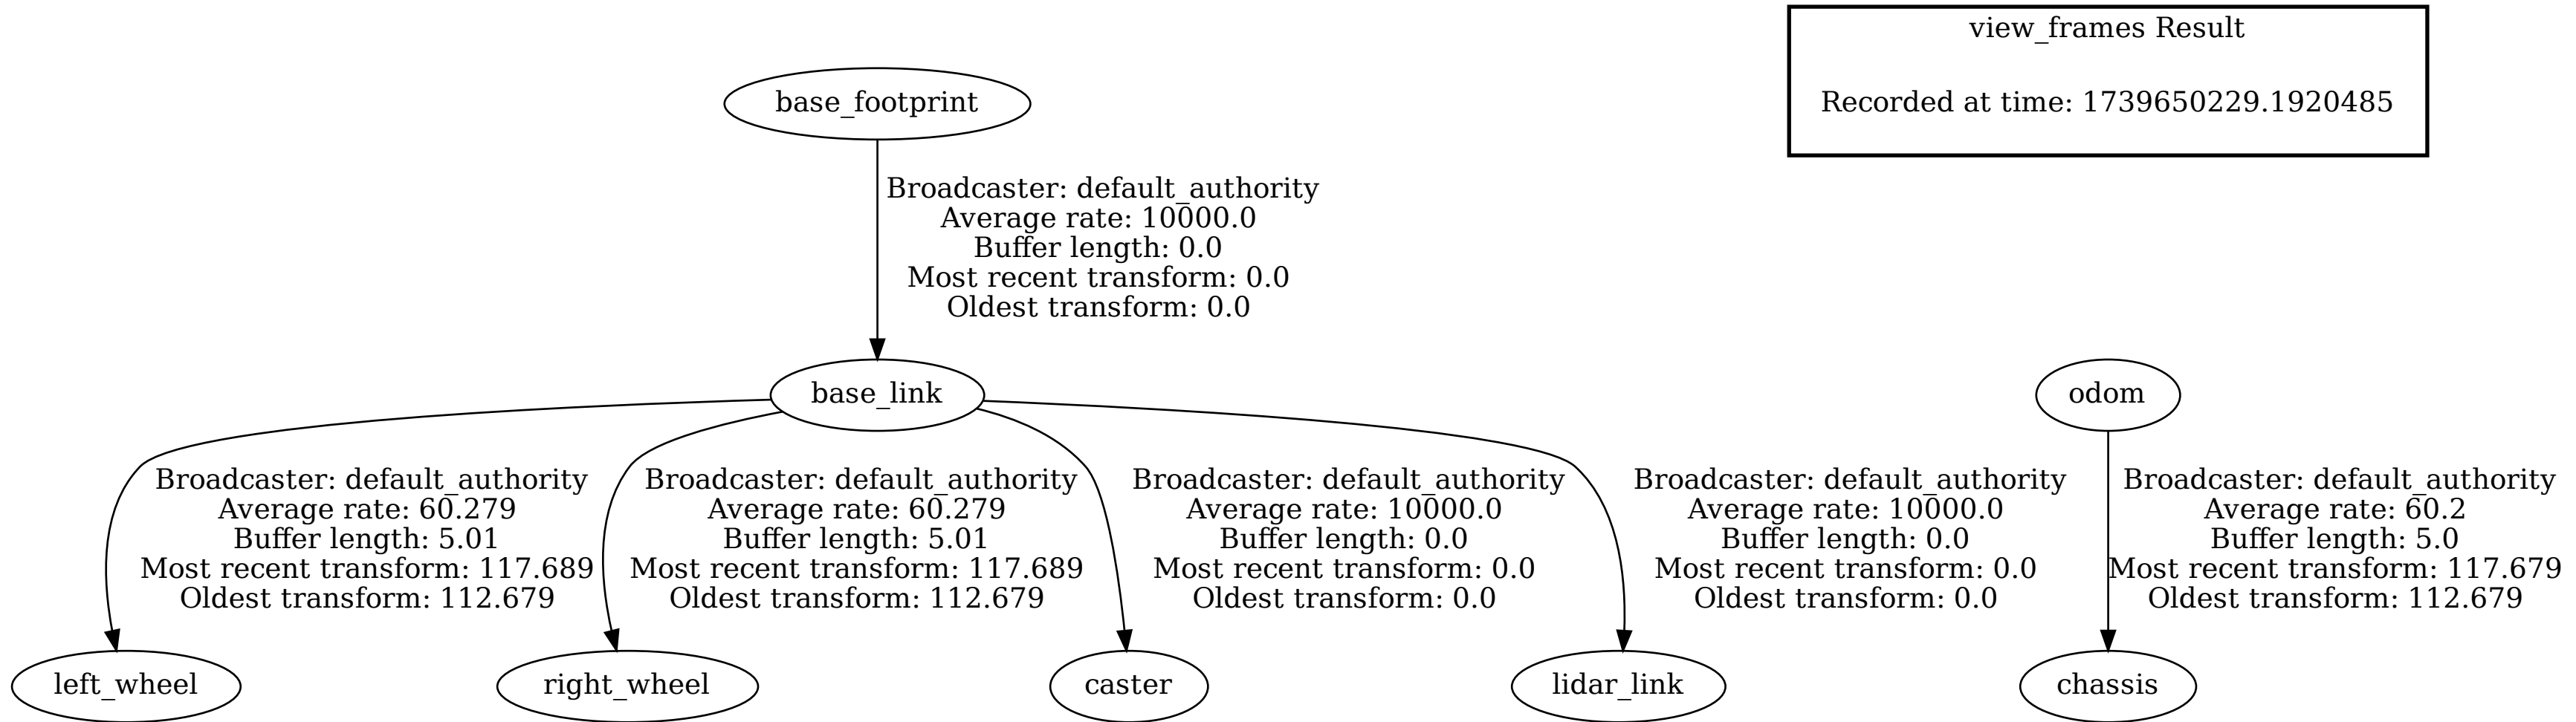 view_frames Result
Recorded at time: 1739650229.1920485
base_footprint
Broadcaster: default_authority
Average rate: 10000.0
Buffer length: 0.0
Most recent transform: 0.0
Oldest transform: 0.0
base_link
odom
Broadcaster: default_authority
Average rate: 60.279
Buffer length: 5.01
Most recent transform: 117.689
Oldest transform: 112.679
Broadcaster: default_authority
Average rate: 60.279
Buffer length: 5.01
Most recent transform: 117.689
Oldest transform: 112.679
Broadcaster: default_authority
Average rate: 10000.0
Buffer length: 0.0
Most recent transform: 0.0
Oldest transform: 0.0
Broadcaster: default_authority
Average rate: 10000.0
Buffer length: 0.0
Most recent transform: 0.0
Oldest transform: 0.0
Broadcaster: default_authority
Average rate: 60.2
Buffer length: 5.0
Most recent transform: 117.679
Oldest transform: 112.679
left_wheel
right_wheel
caster
lidar_link
chassis